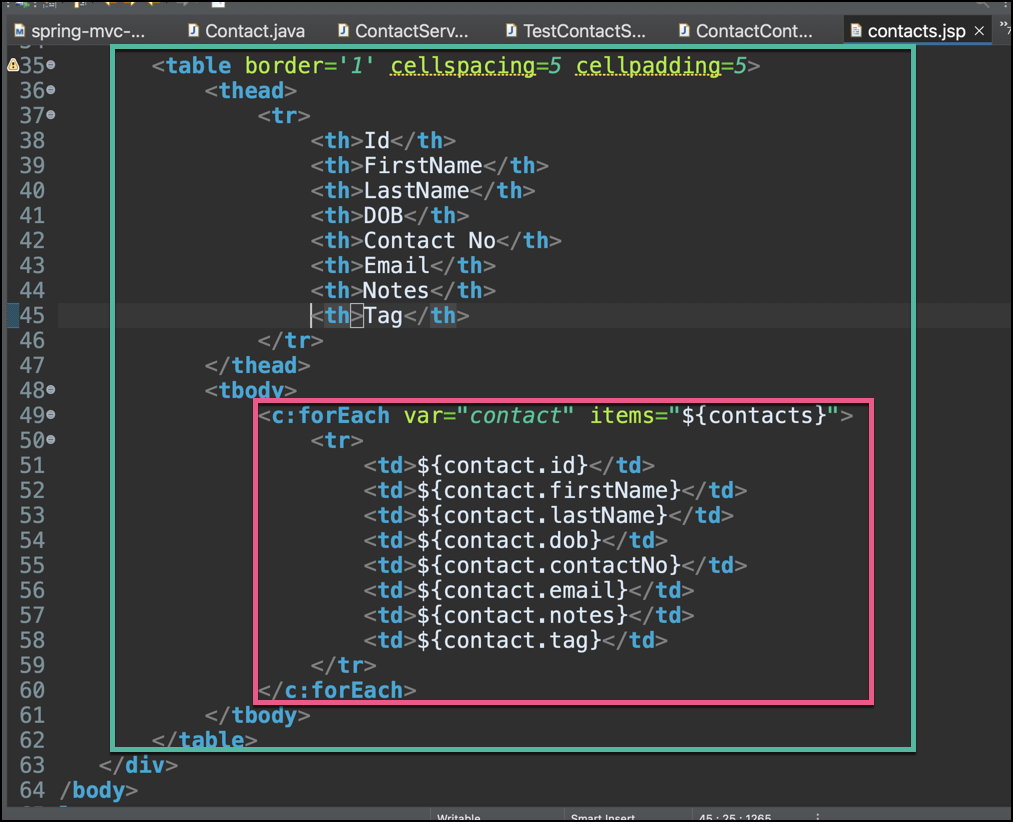 spring-mvc-... Contact.java ContactServ... TestContactS... ContactCont... contacts.jsp
35 <table border='1' cellspacing=5 cellpadding=5>
36 <thead>
37 <tr>
38 <th>Id</th>
39 <th>FirstName</th>
40 <th>LastName</th>
41 <th>DOB</th>
42 <th>Contact No</th>
43 <th>Email</th>
44 <th>Notes</th>
45 <th>Tag</th>
46 </tr>
47 </thead>
48 <tbody>
49 <c:forEach var="contact" items="${contacts}">
50 <tr>
51 <td>${contact.id}</td>
52 <td>${contact.firstName}</td>
53 <td>${contact.lastName}</td>
54 <td>${contact.dob}</td>
55 <td>${contact.contactNo}</td>
56 <td>${contact.email}</td>
57 <td>${contact.notes}</td>
58 <td>${contact.tag}</td>
59 </tr>
60 </c:forEach>
61 </tbody>
62 </table>
63 </div>
64 /body>
Writable Smart Insert 45 : 25 : 1265